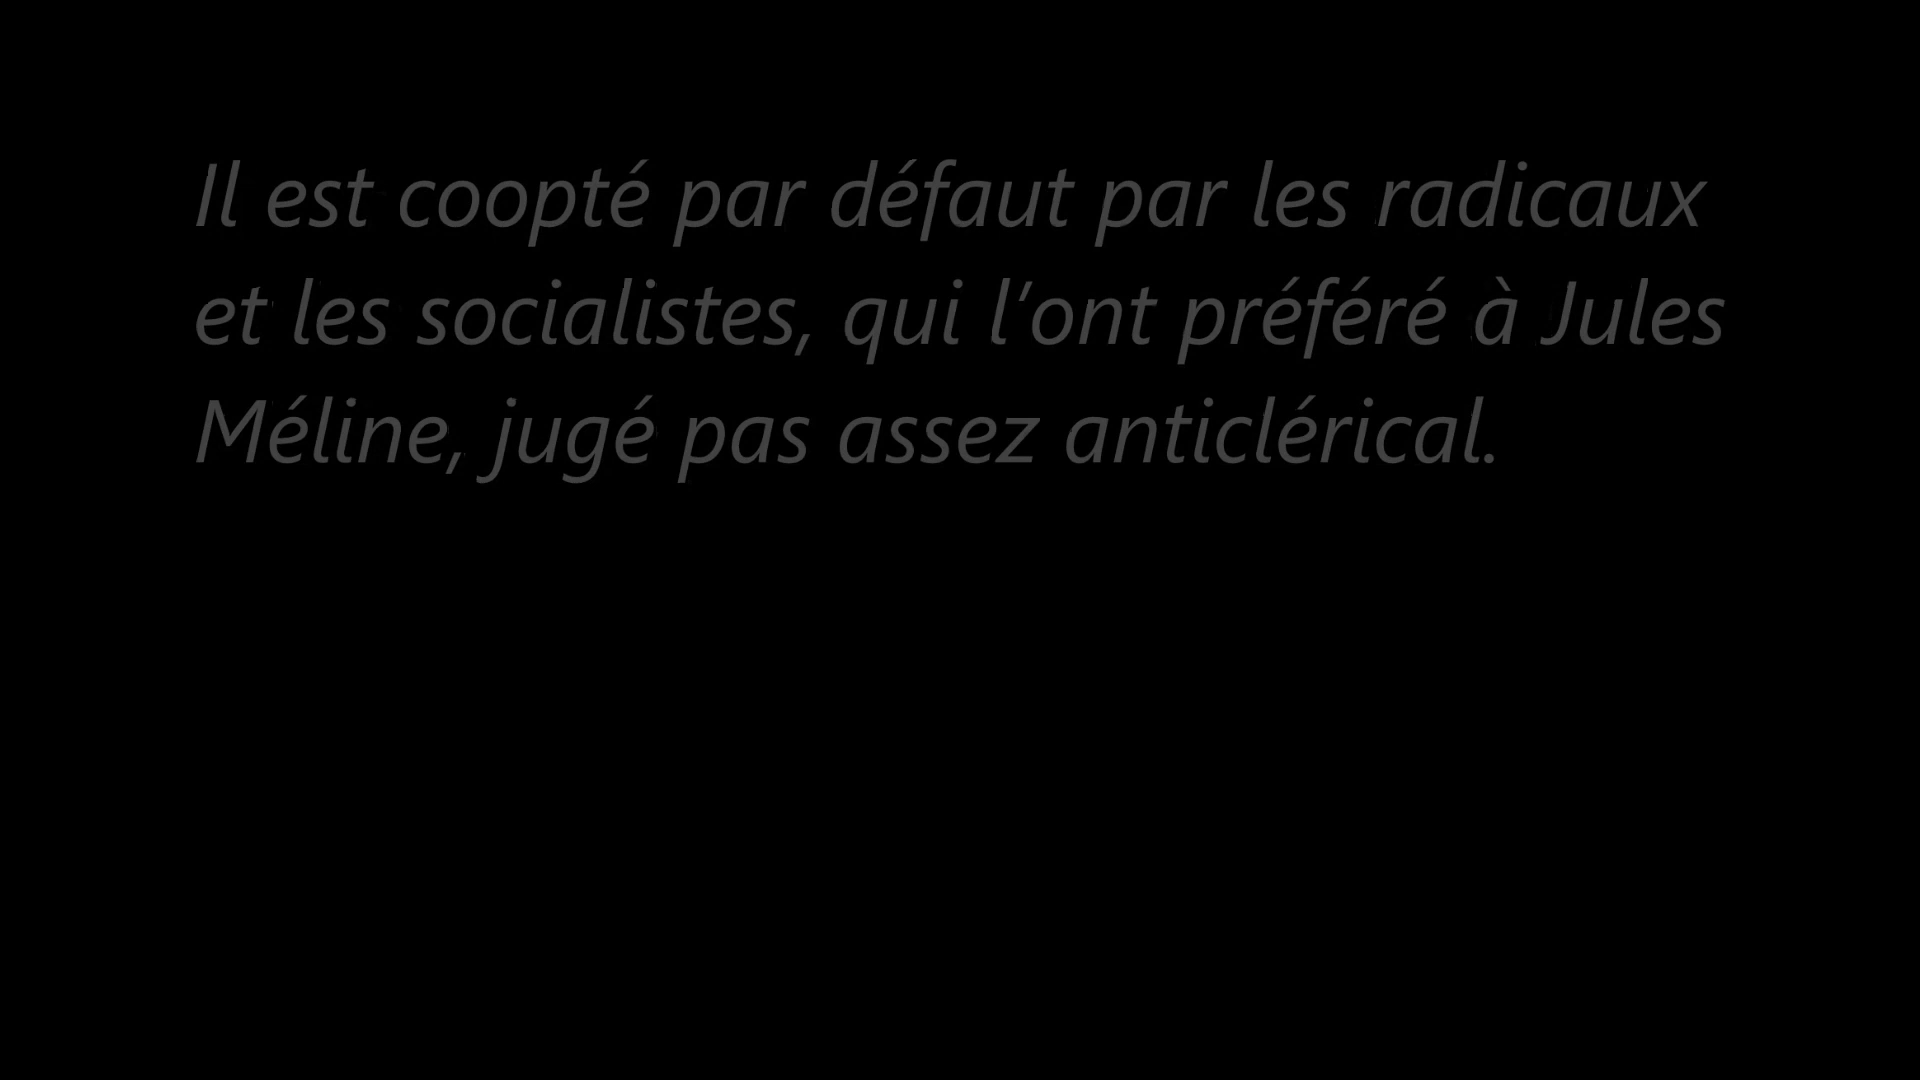 Il est coopté par défaut par les radicaux
et les socialistes, qui l’ont préféré à Jules
Méline, jugé pas assez anticlérical.